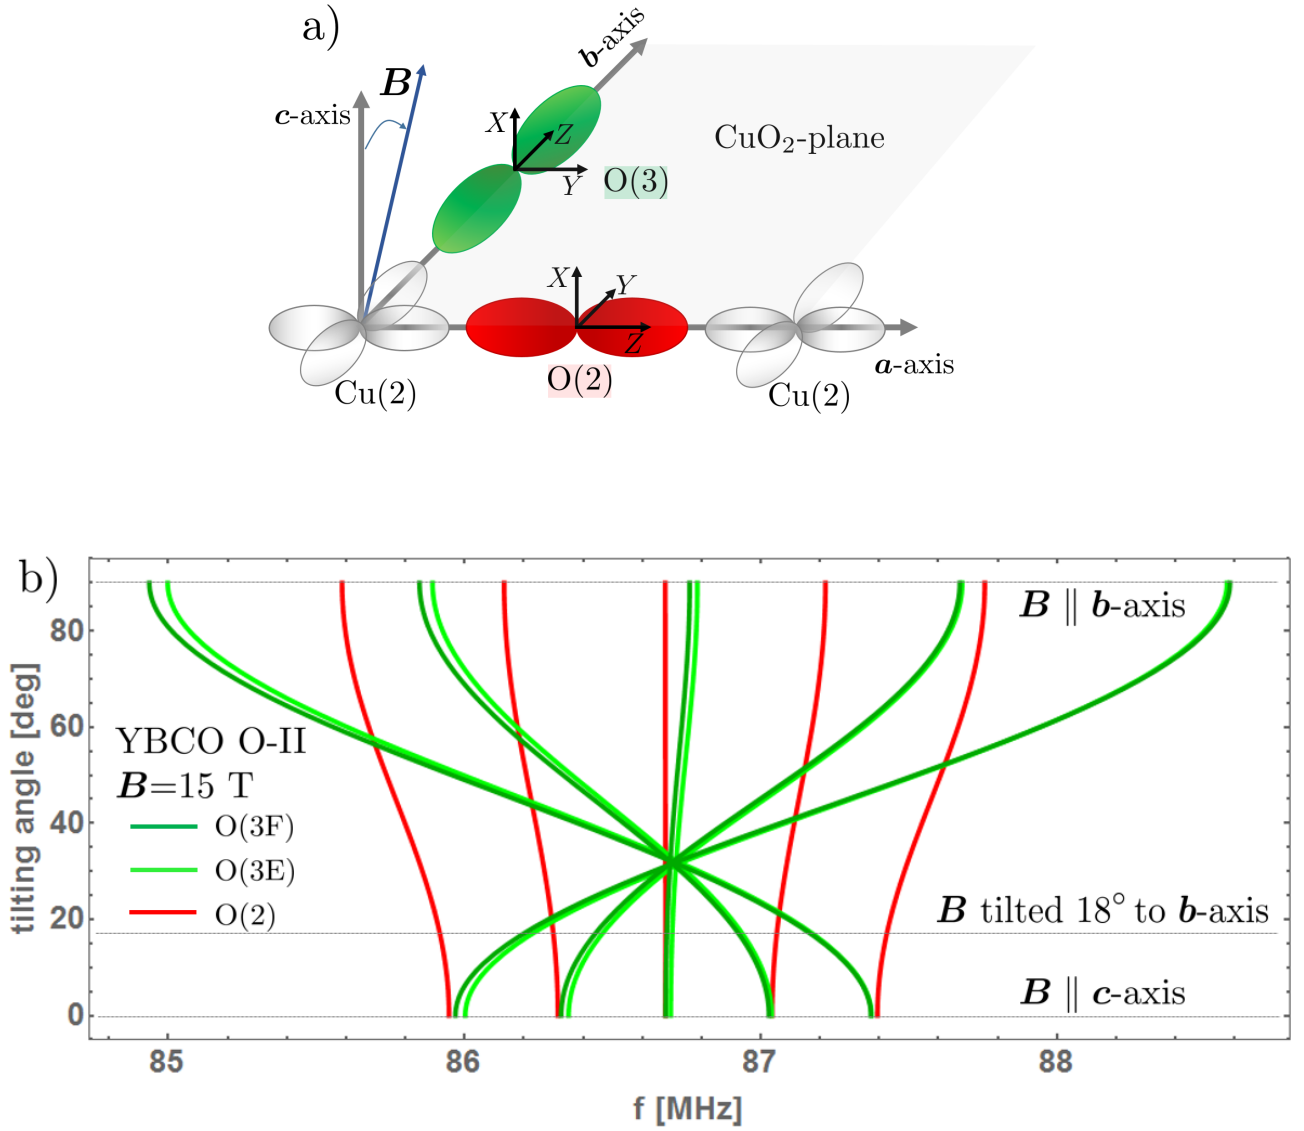 a)
b-axis
B
c-axis
X
Z
CuO₂-plane
Y
O(3)
X
Y
Z
a-axis
Cu(2)
O(2)
Cu(2)
b)
B ∥ b-axis
80
60
YBCO O-II
B=15 T
40
O(3F)
O(3E)
O(2)
20
B tilted 18° to b-axis
B ∥ c-axis
0
tilting angle [deg]
85 86 87 88
f [MHz]